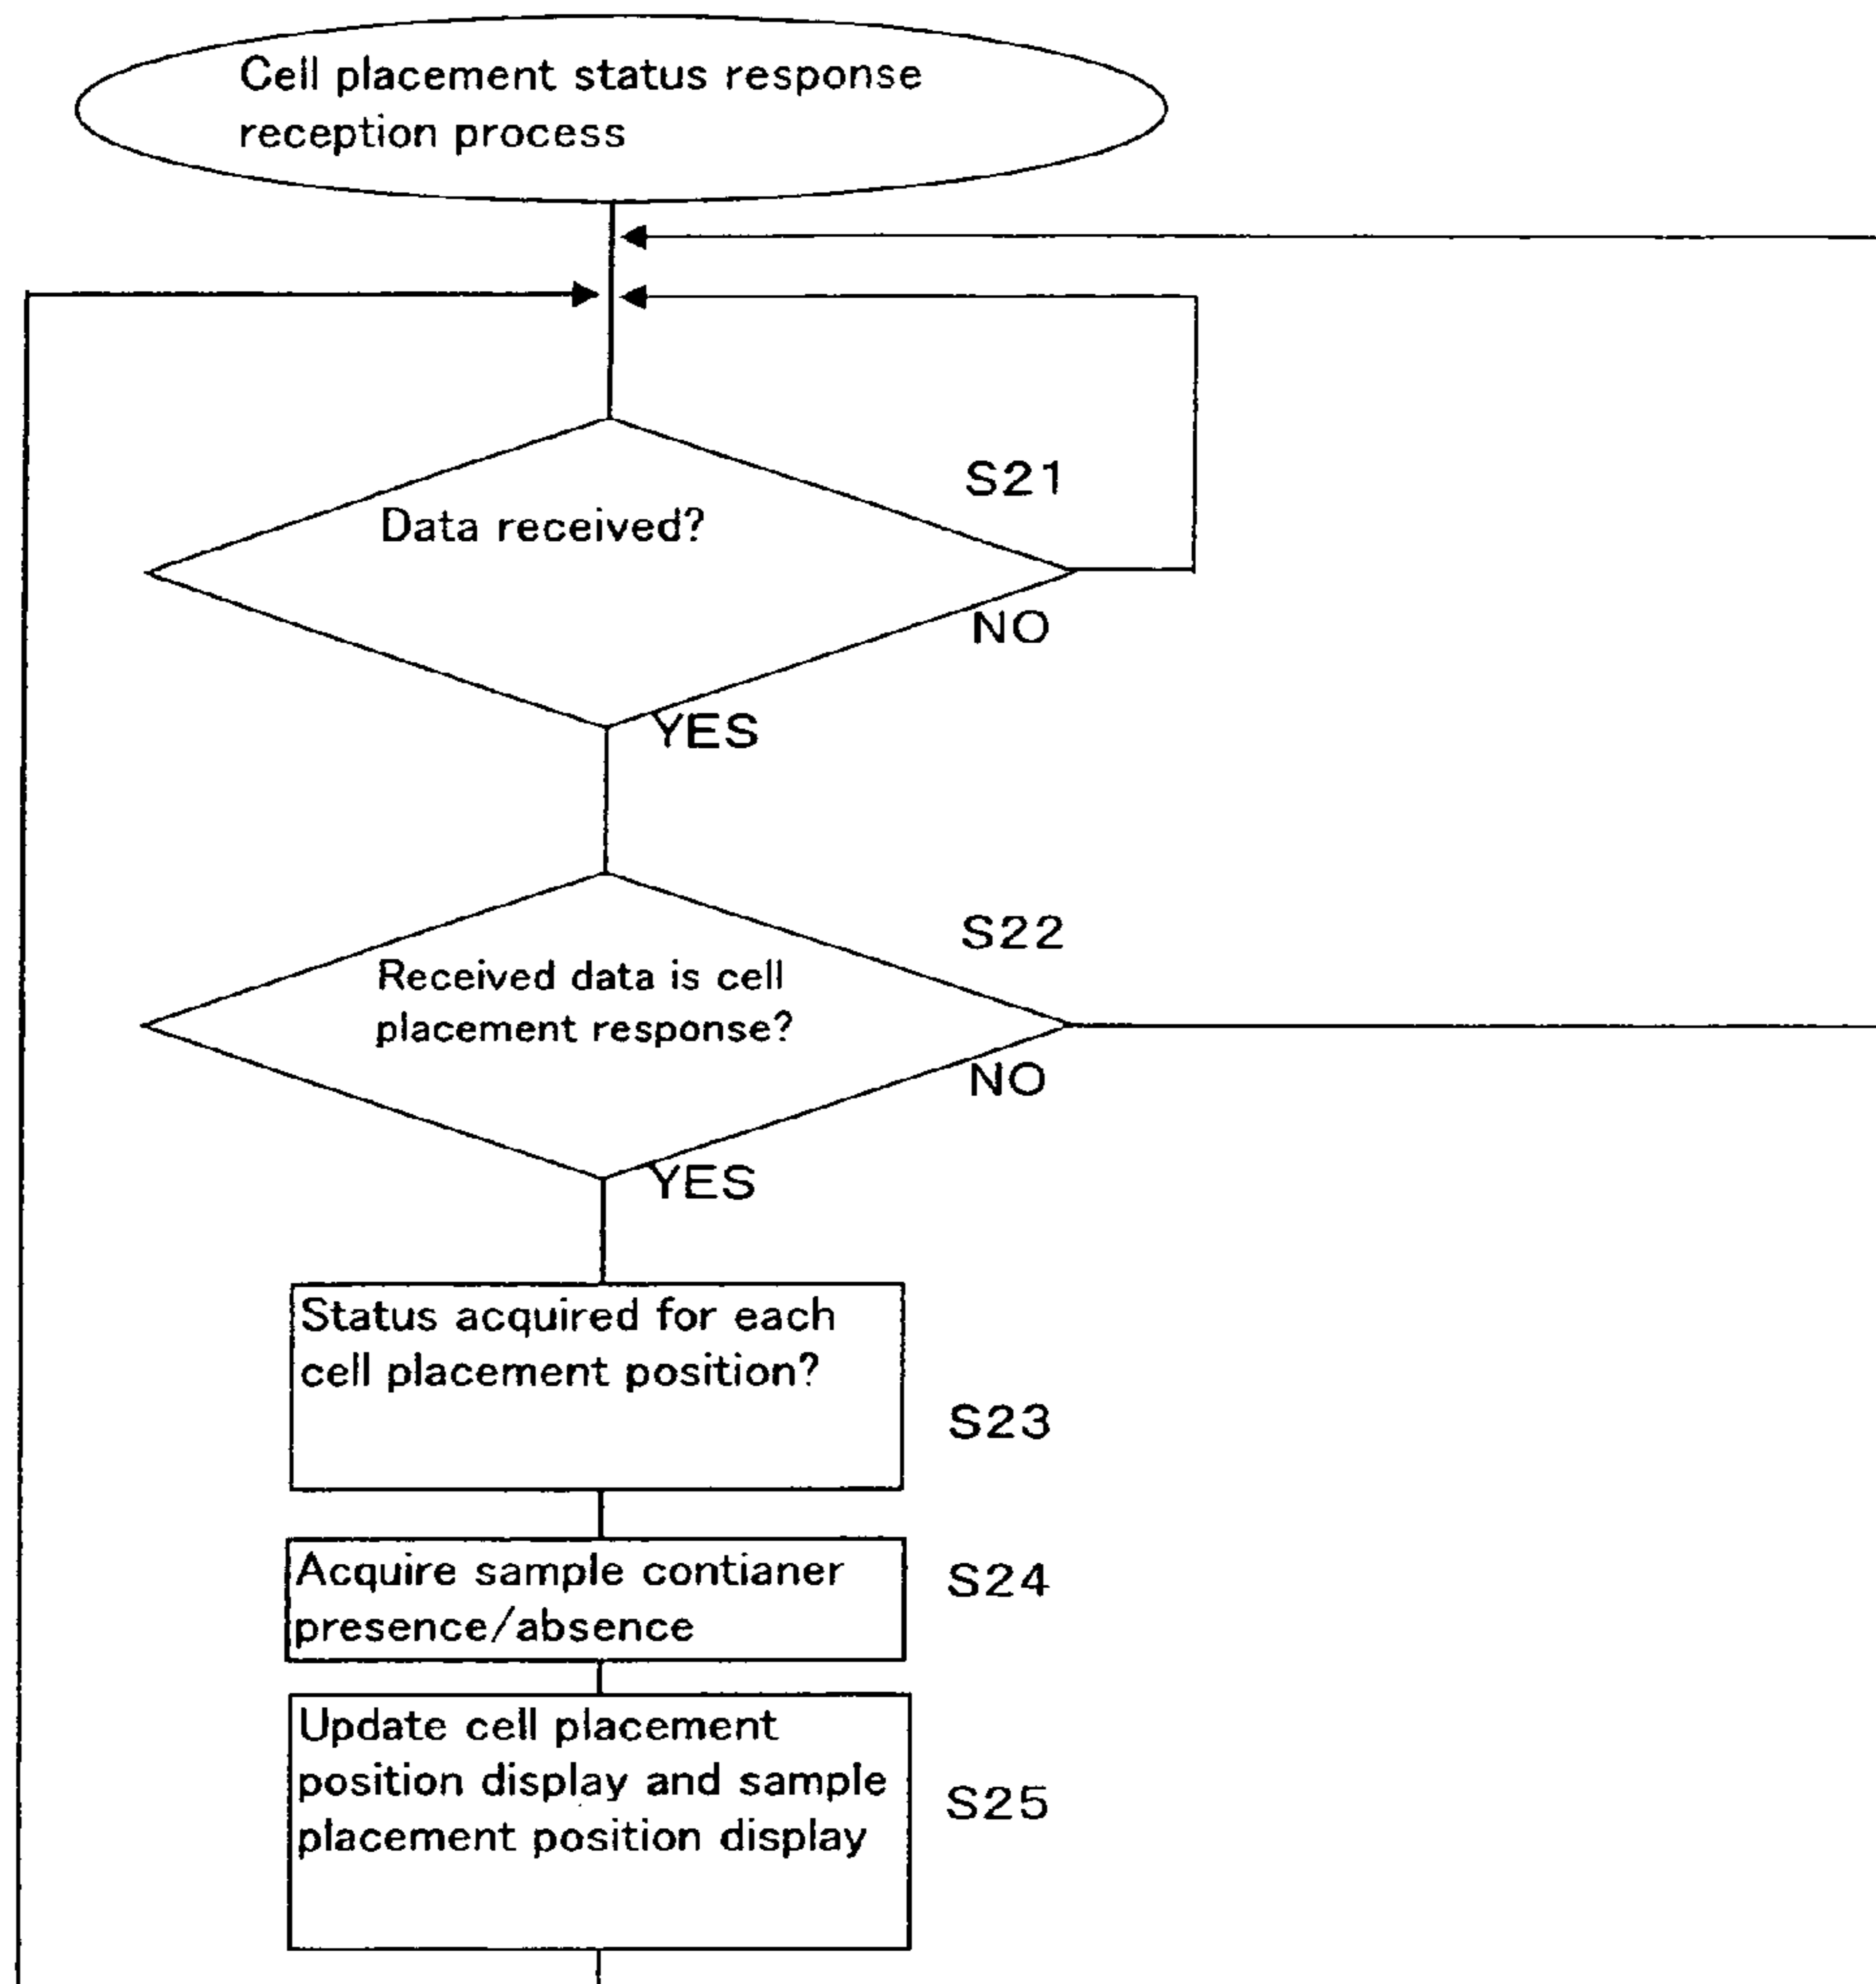 Cell placement status response
reception process
S21
Data received?
NO
YES
S22
Received data is cell
placement response?
NO
YES
Status acquired for each
cell placement position?
S23
Acquire sample contianer
presence/absence
S24
Update cell placement
position display and sample
placement position display
S25